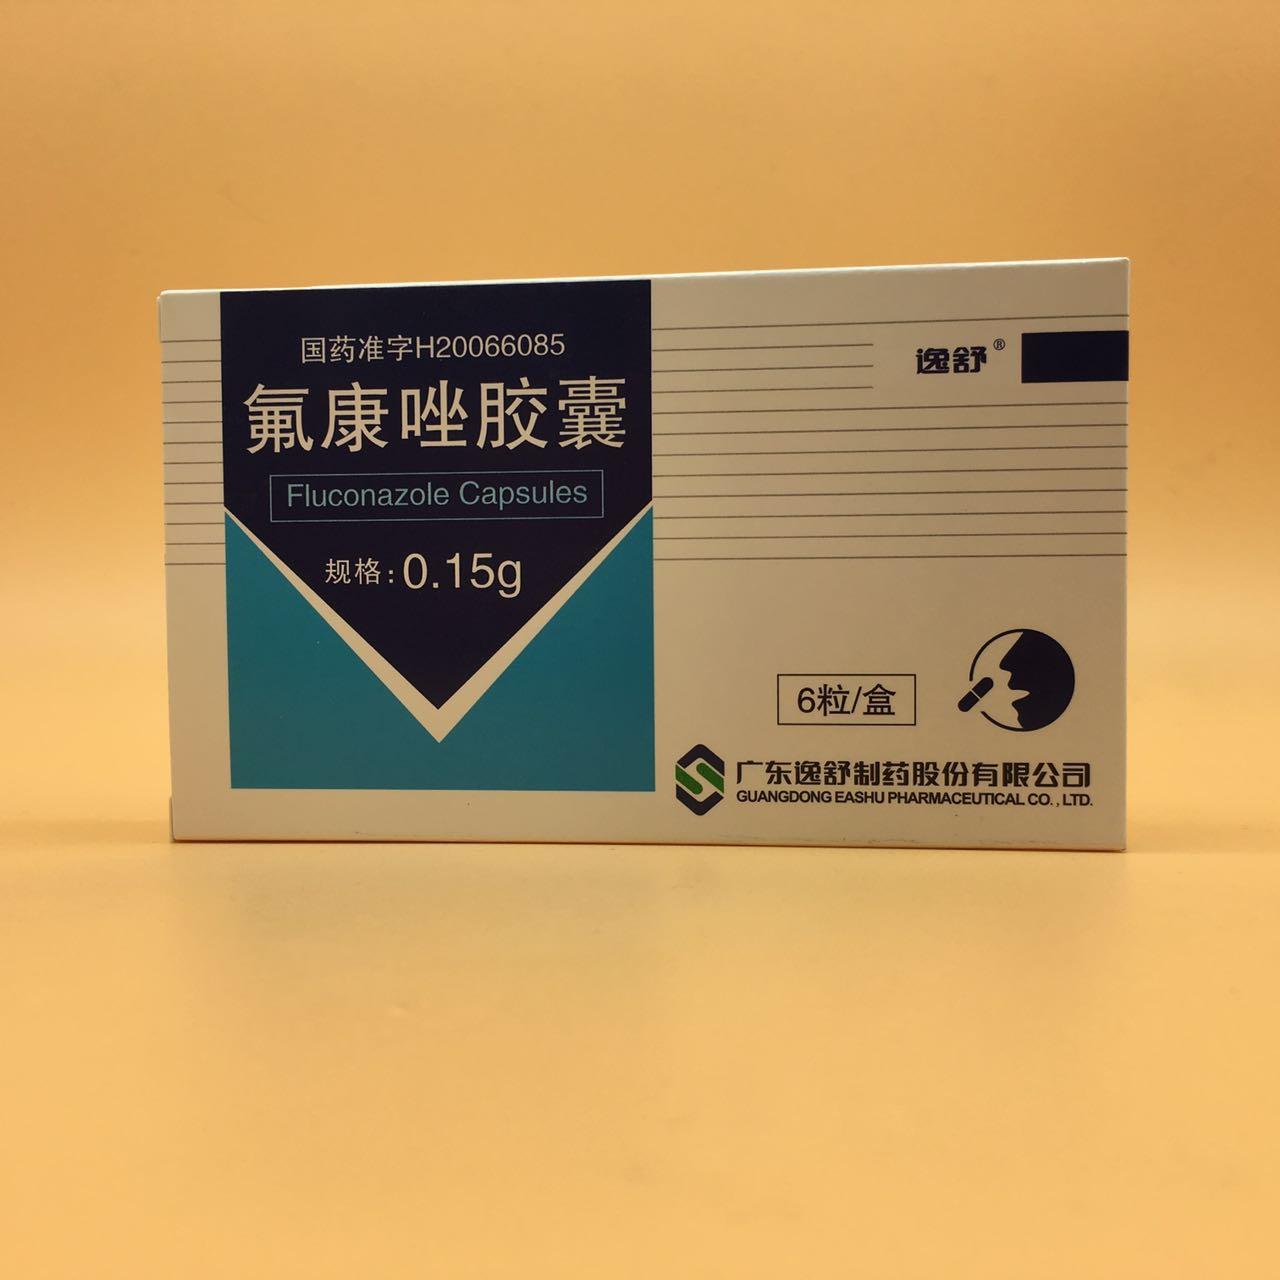 国药准字H20066085
氟康唑胶囊
Fluconazole Capsules
规格:0.15g
逸舒®
6粒/盒
广东逸舒制药股份有限公司
GUANGDONG EASHU PHARMACEUTICAL CO., LTD.